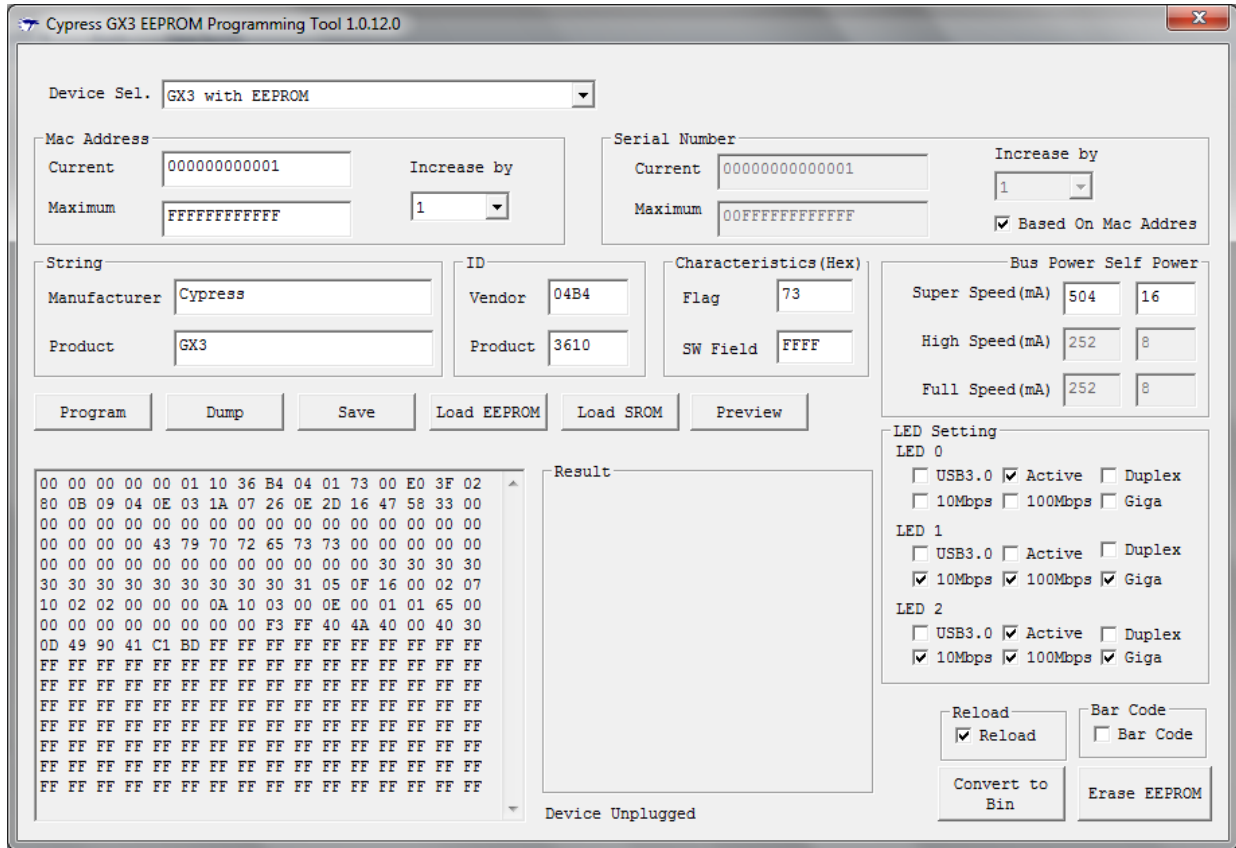 Cypress GX3 EEPROM Programming Tool 1.0.12.0
Device Sel. GX3 with EEPROM
Mac Address
Current 000000000001 Increase by
Maximum FFFFFFFFFFFF 1
Serial Number
Current 00000000000001 Increase by
1
Maximum 00FFFFFFFFFFFF Based On Mac Addres
String
Manufacturer Cypress
Product GX3
ID
Vendor 04B4
Product 3610
Characteristics(Hex)
Flag 73
SW Field FFFF
Bus Power Self Power
Super Speed(mA) 504 16
High Speed(mA) 252 8
Full Speed(mA) 252 8
Program Dump Save Load EEPROM Load SROM Preview
LED Setting
LED 0
USB3.0 Active Duplex
10Mbps 100Mbps Giga
LED 1
USB3.0 Active Duplex
10Mbps 100Mbps Giga
LED 2
USB3.0 Active Duplex
10Mbps 100Mbps Giga
00 00 00 00 00 01 10 36 B4 04 01 73 00 E0 3F 02
80 0B 09 04 0E 03 1A 07 26 0E 2D 16 47 58 33 00
00 00 00 00 00 00 00 00 00 00 00 00 00 00 00 00
00 00 00 00 43 79 70 72 65 73 73 00 00 00 00 00
00 00 00 00 00 00 00 00 00 00 00 00 30 30 30 30
30 30 30 30 30 30 30 30 30 31 05 0F 16 00 02 07
10 02 02 00 00 00 0A 10 03 00 0E 00 01 01 65 00
00 00 00 00 00 00 00 00 F3 FF 40 4A 40 00 40 30
0D 49 90 41 C1 BD FF FF FF FF FF FF FF FF FF FF
FF FF FF FF FF FF FF FF FF FF FF FF FF FF FF FF
FF FF FF FF FF FF FF FF FF FF FF FF FF FF FF FF
FF FF FF FF FF FF FF FF FF FF FF FF FF FF FF FF
FF FF FF FF FF FF FF FF FF FF FF FF FF FF FF FF
FF FF FF FF FF FF FF FF FF FF FF FF FF FF FF FF
FF FF FF FF FF FF FF FF FF FF FF FF FF FF FF FF
FF FF FF FF FF FF FF FF FF FF FF FF FF FF FF FF
Result
Device Unplugged
Reload
Reload
Bar Code
Bar Code
Convert to
Bin
Erase EEPROM